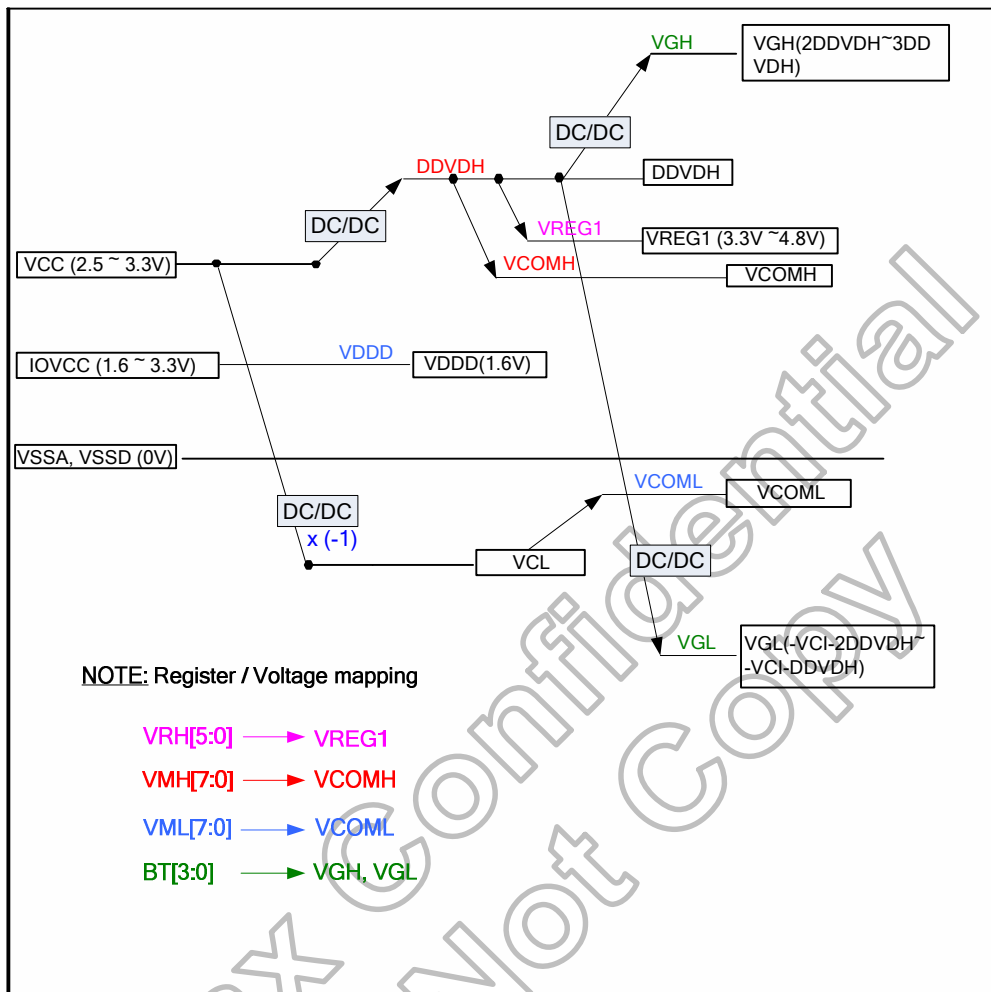 VGH
VGH(2DDVDH~3DD
VDH)
DC/DC
DDVDH
DDVDH
DC/DC
VREG1
VREG1 (3.3V ~4.8V)
VCC (2.5 ~ 3.3V)
VCOMH
VCOMH
VDDD
IOVCC (1.6 ~ 3.3V)
VDDD(1.6V)
VSSA, VSSD (0V)
VCOML
VCOML
DC/DC
x (-1)
VCL
DC/DC
VGL
VGL(-VCI-2DDVDH~
-VCI-DDVDH)
NOTE: Register / Voltage mapping
VRH[5:0] VREG1
VMH[7:0] VCOMH
VML[7:0] VCOML
BT[3:0] VGH, VGL
ex Confidential
Not Copy